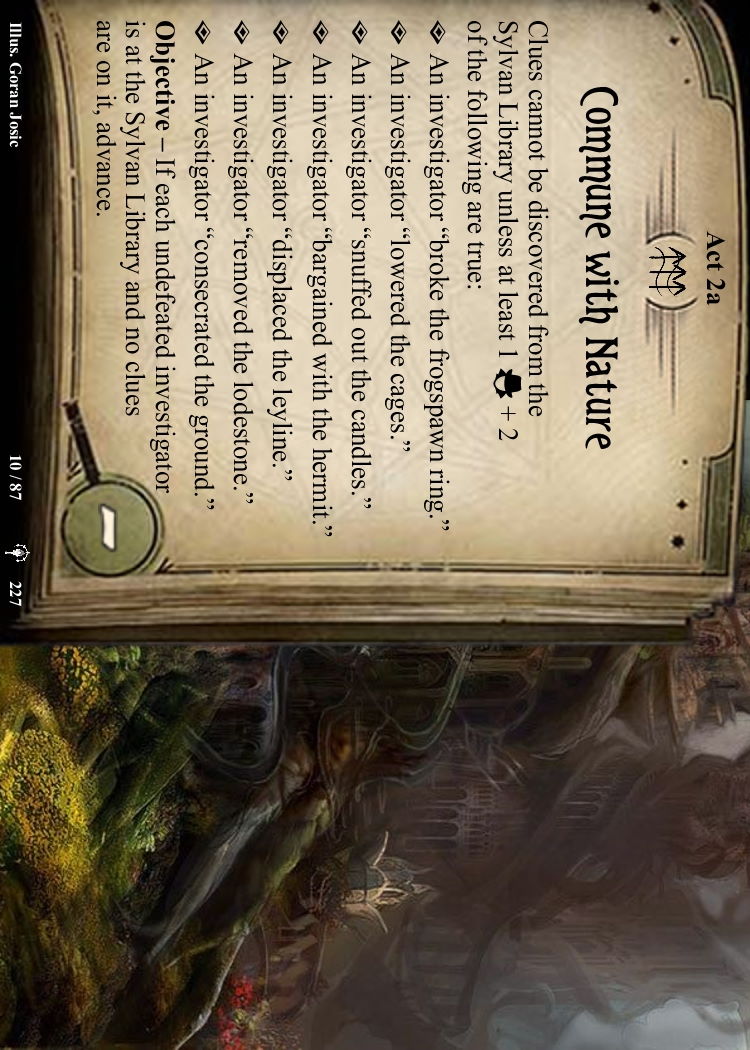 Act 2a
Commune with Nature
Clues cannot be discovered from the
Sylvan Library unless at least 1 + 2
of the following are true:
An investigator “broke the frogspawn ring.”
An investigator “lowered the cages.”
An investigator “snuffed out the candles.”
An investigator “bargained with the hermit.”
An investigator “displaced the leyline.”
An investigator “removed the lodestone.”
An investigator “consecrated the ground.”
Objective – If each undefeated investigator
is at the Sylvan Library and no clues
are on it, advance.
–
Illus. Goran Josic
10 / 87
227